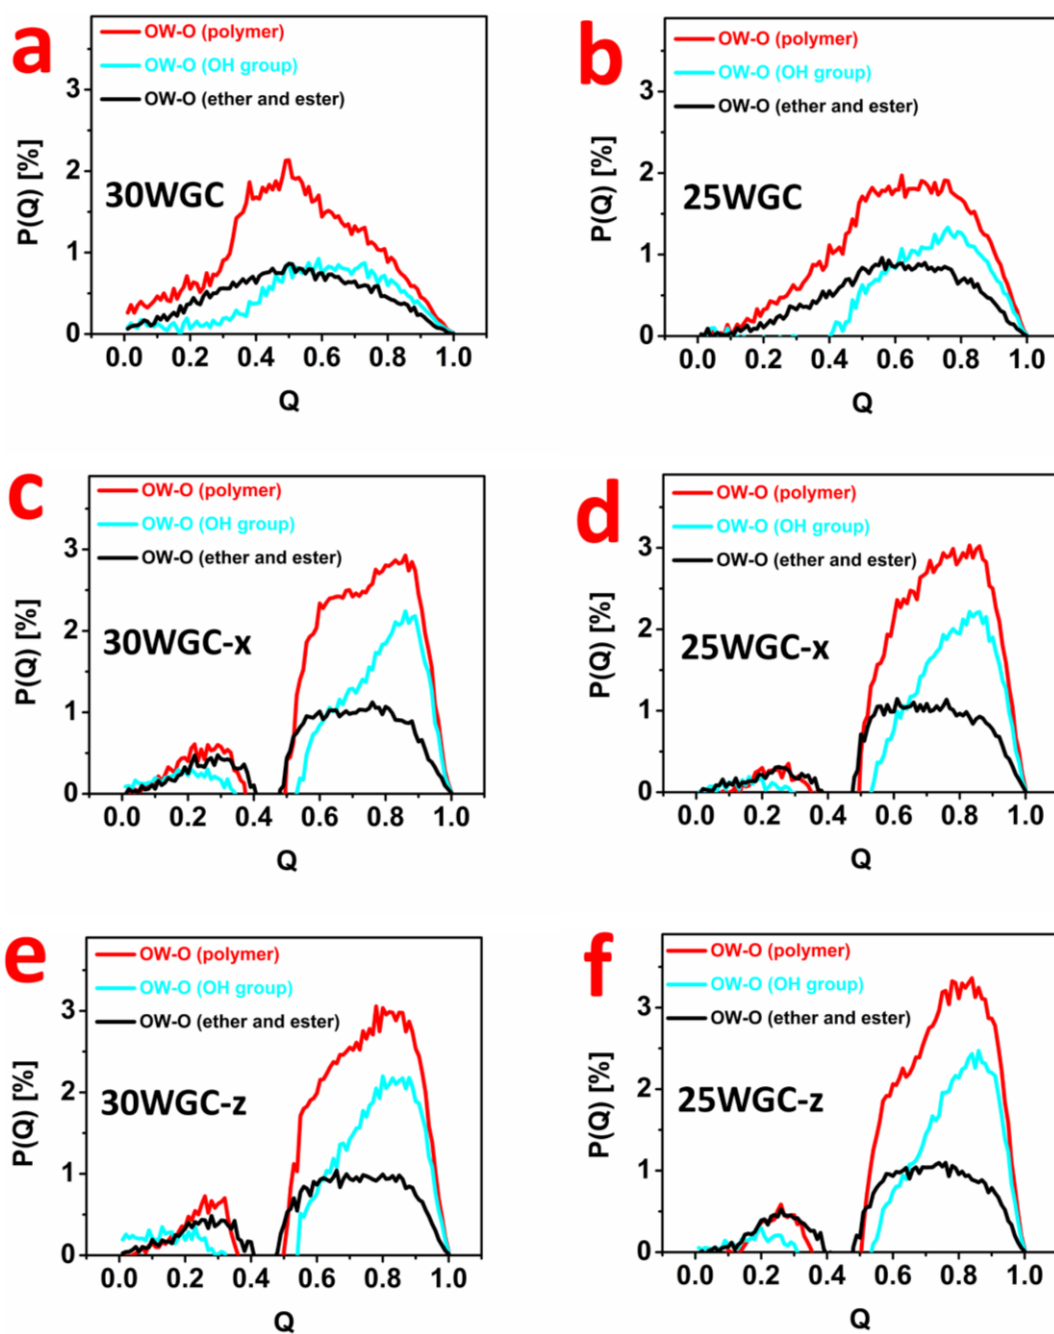 a
OW-O (polymer)
OW-O (OH group)
OW-O (ether and ester)
30WGC
P(Q) [%]
3
2
1
0
0.0 0.2 0.4 0.6 0.8 1.0
Q
b
OW-O (polymer)
OW-O (OH group)
OW-O (ether and ester)
25WGC
P(Q) [%]
3
2
1
0
0.0 0.2 0.4 0.6 0.8 1.0
Q
c
OW-O (polymer)
OW-O (OH group)
OW-O (ether and ester)
30WGC-x
P(Q) [%]
3
2
1
0
0.0 0.2 0.4 0.6 0.8 1.0
Q
d
OW-O (polymer)
OW-O (OH group)
OW-O (ether and ester)
25WGC-x
P(Q) [%]
3
2
1
0
0.0 0.2 0.4 0.6 0.8 1.0
Q
e
OW-O (polymer)
OW-O (OH group)
OW-O (ether and ester)
30WGC-z
P(Q) [%]
3
2
1
0
0.0 0.2 0.4 0.6 0.8 1.0
Q
f
OW-O (polymer)
OW-O (OH group)
OW-O (ether and ester)
25WGC-z
P(Q) [%]
3
2
1
0
0.0 0.2 0.4 0.6 0.8 1.0
Q